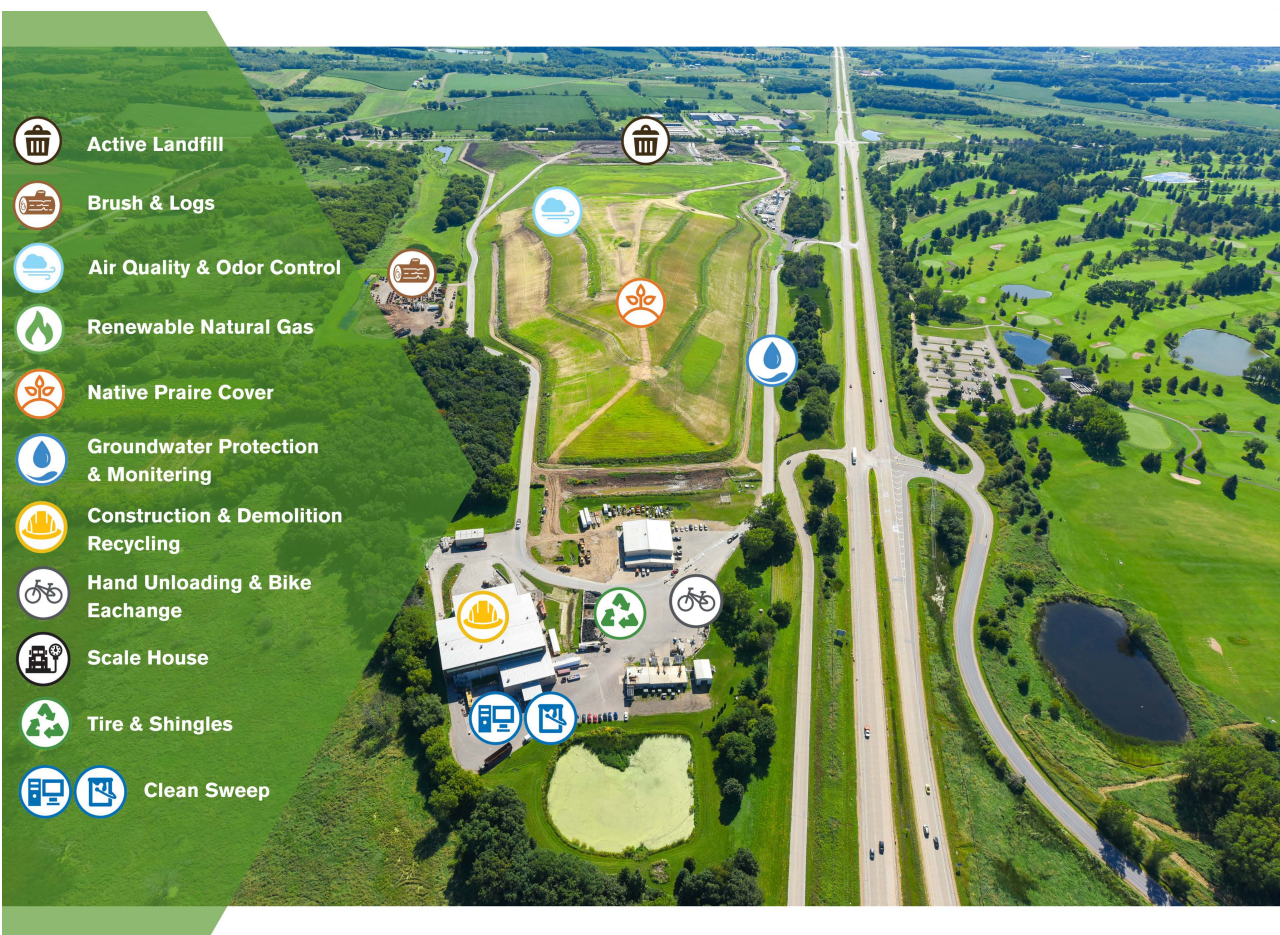 Active Landfill
Brush & Logs
Air Quality & Odor Control
Renewable Natural Gas
Native Praire Cover
Groundwater Protection
& Monitering
Construction & Demolition
Recycling
Hand Unloading & Bike
Eachange
Scale House
Tire & Shingles
Clean Sweep